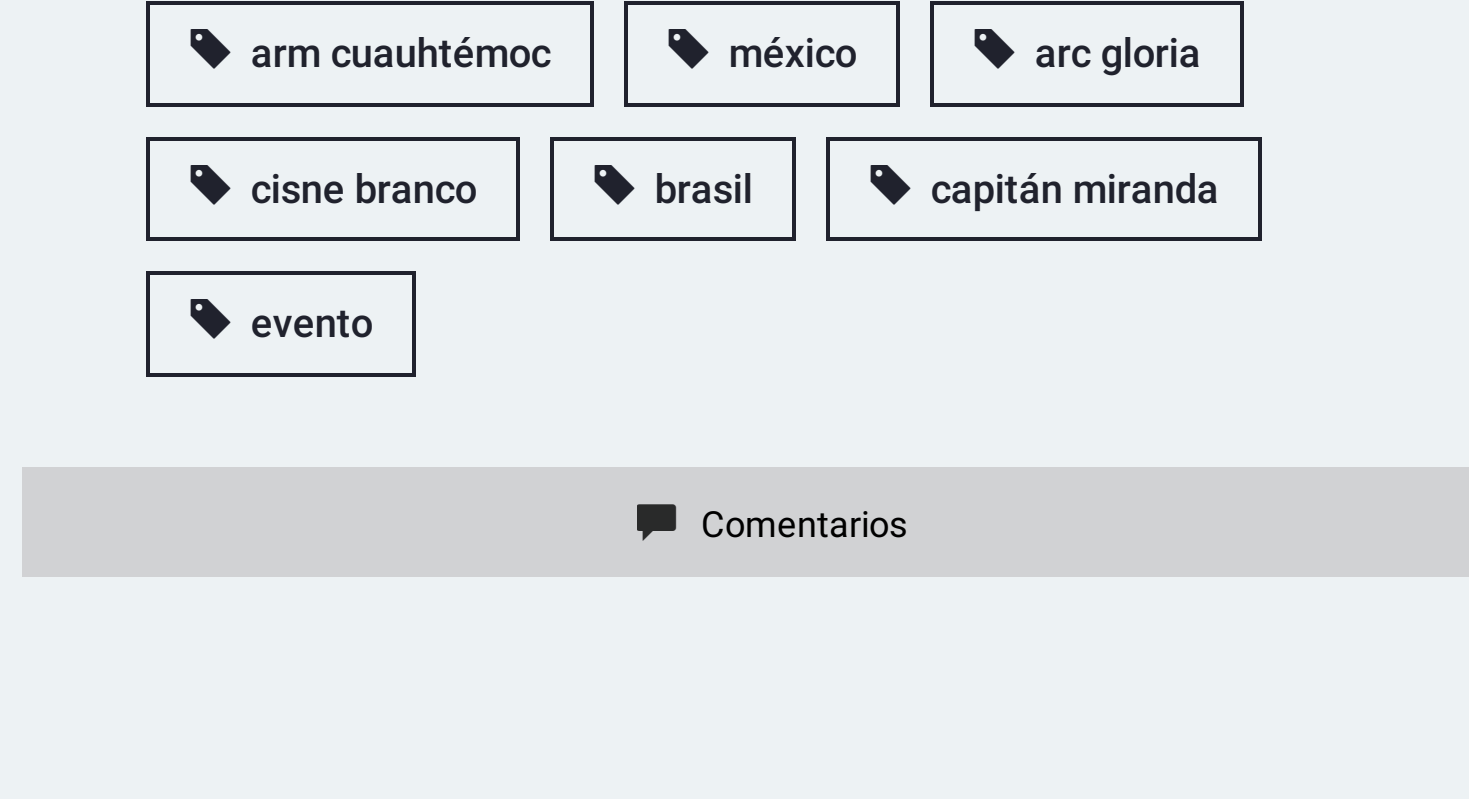 arm cuauhtémoc méxico arc gloria
cisne branco brasil capitán miranda
evento
Comentarios